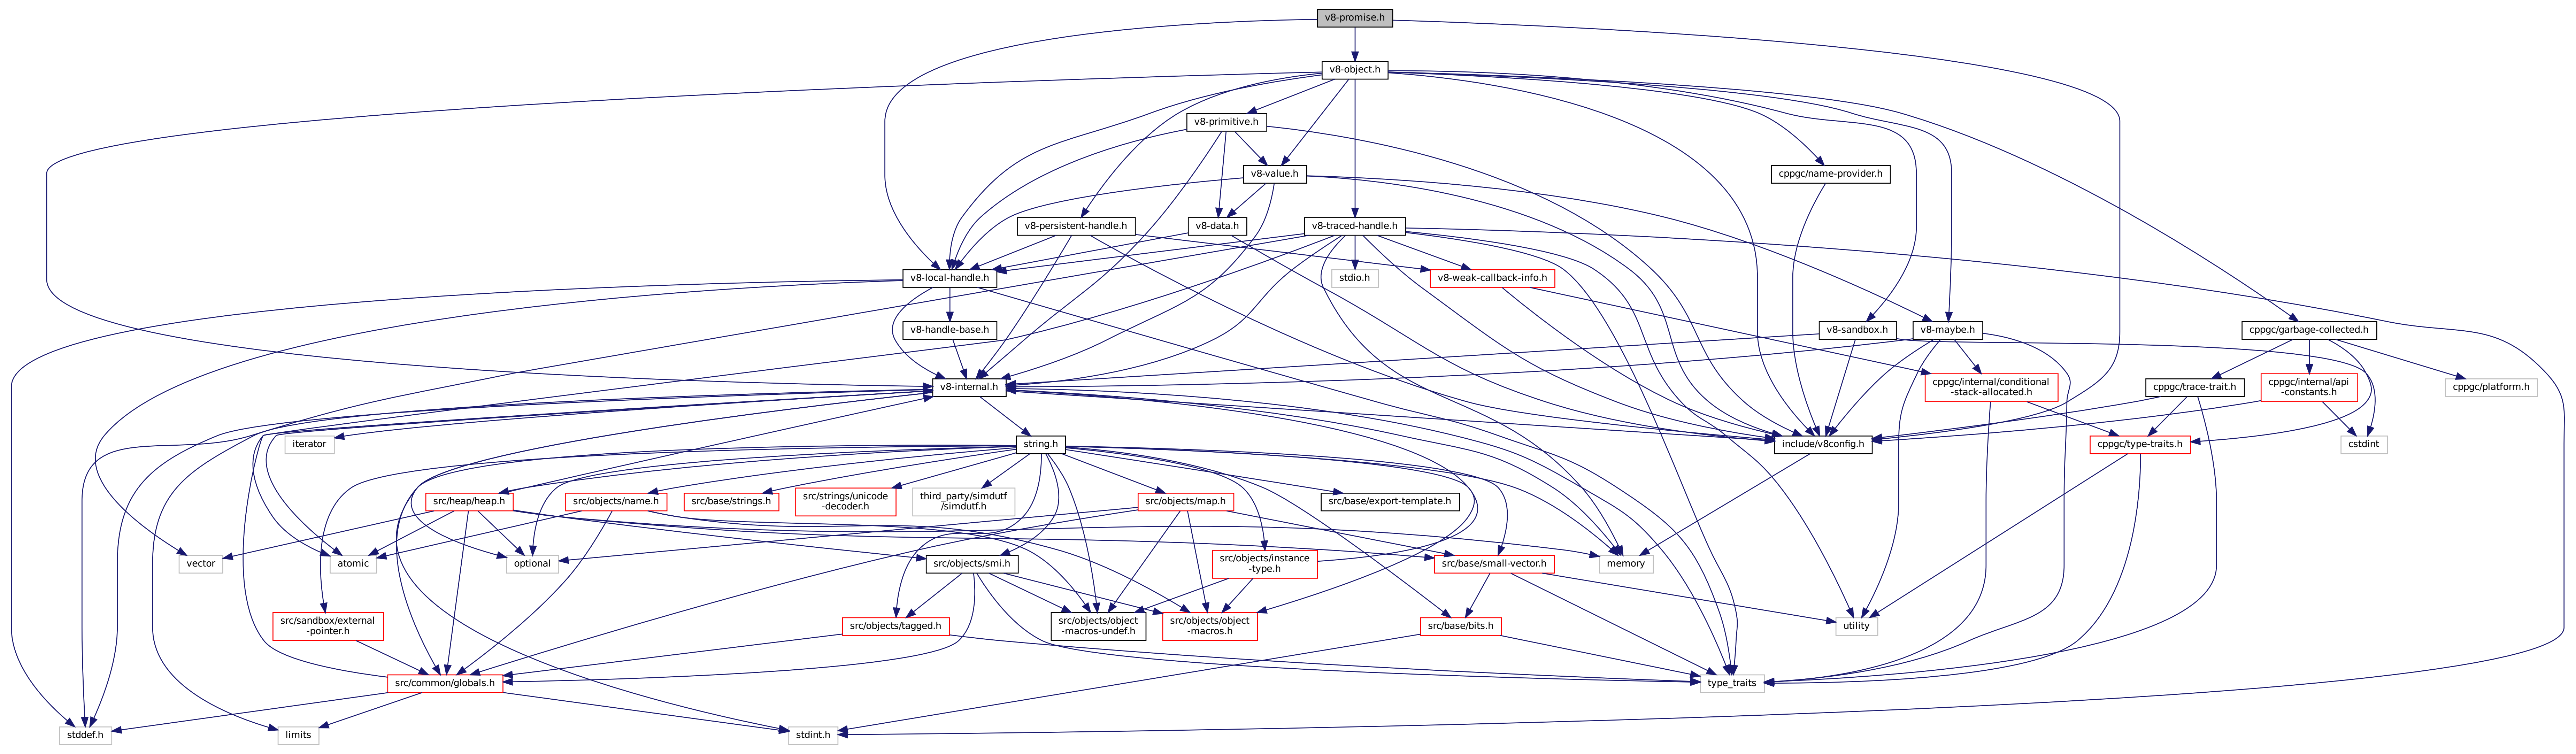 v8-promise.h
v8-object.h
v8-primitive.h
v8-value.h
cppgc/name-provider.h
v8-persistent-handle.h
v8-data.h
v8-traced-handle.h
v8-local-handle.h
stdio.h
v8-weak-callback-info.h
v8-handle-base.h
v8-sandbox.h
v8-maybe.h
cppgc/garbage-collected.h
v8-internal.h
cppgc/internal/conditional
-stack-allocated.h
cppgc/trace-trait.h
cppgc/internal/api
-constants.h
cppgc/platform.h
iterator
string.h
include/v8config.h
cppgc/type-traits.h
cstdint
src/heap/heap.h
src/objects/name.h
src/base/strings.h
src/strings/unicode
-decoder.h
third_party/simdutf
/simdutf.h
src/objects/map.h
src/base/export-template.h
vector
atomic
optional
src/objects/smi.h
src/objects/instance
-type.h
src/base/small-vector.h
memory
src/sandbox/external
-pointer.h
src/objects/tagged.h
src/objects/object
-macros-undef.h
src/objects/object
-macros.h
src/base/bits.h
utility
src/common/globals.h
type_traits
stddef.h
limits
stdint.h